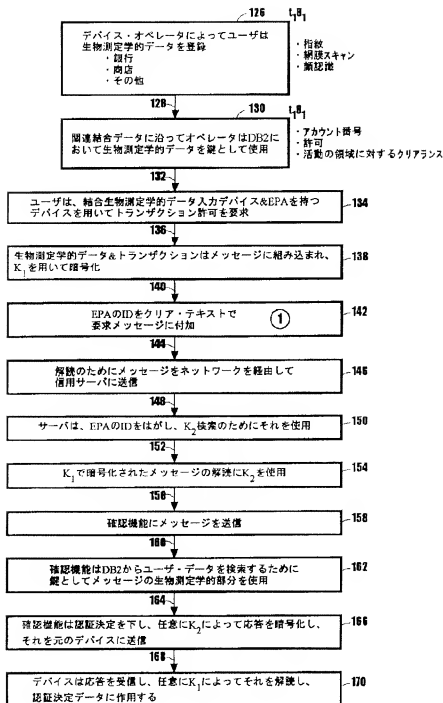 126
t₁B₁
デバイス・オペレータによってユーザは
生物測定学的データを登録
・銀行
・商店
・その他
・指紋
・網膜スキャン
・顔認識
128
130
t₁B₁
関連結合データに沿ってオペレータはDB2に
おいて生物測定学的データを鍵として使用
・アカウント番号
・許可
・活動の領域に対するクリアランス
132
ユーザは、結合生物測定学的データ入力デバイス&EPAを持つ
デバイスを用いてトランザクション許可を要求
134
136
生物測定学的データ&トランザクションはメッセージに組み込まれ、
K₁を用いて暗号化
138
140
EPAのIDをクリア・テキストで
要求メッセージに付加
①
142
144
解読のためにメッセージをネットワークを経由して
信用サーバに送信
146
148
サーバは、EPAのIDをはがし、K₂検索のためにそれを使用
150
152
K₁で暗号化されたメッセージの解読にK₂を使用
154
156
確認機能にメッセージを送信
158
160
確認機能はDB2からユーザ・データを検索するために
鍵としてメッセージの生物測定学的部分を使用
162
164
確認機能は認証決定を下し、任意にK₂によって応答を暗号化し、
それを元のデバイスに送信
166
168
デバイスは応答を受信し、任意にK₁によってそれを解読し、
認証決定データに作用する
170